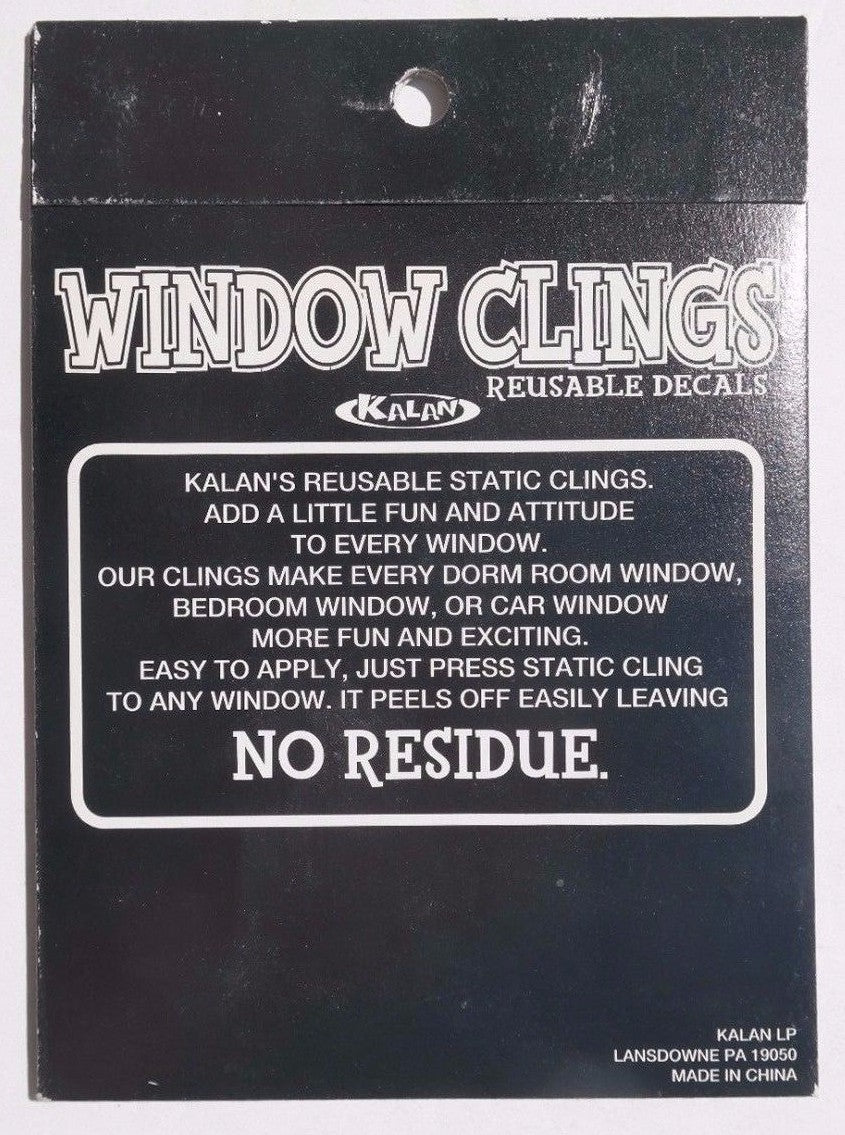 WINDOW CLINGS
REUSABLE DECALS
KALAN
KALAN'S REUSABLE STATIC CLINGS.
ADD A LITTLE FUN AND ATTITUDE
TO EVERY WINDOW.
OUR CLINGS MAKE EVERY DORM ROOM WINDOW,
BEDROOM WINDOW, OR CAR WINDOW
MORE FUN AND EXCITING.
EASY TO APPLY, JUST PRESS STATIC CLING
TO ANY WINDOW. IT PEELS OFF EASILY LEAVING
NO RESIDUE.
KALAN LP
LANSDOWNE PA 19050
MADE IN CHINA